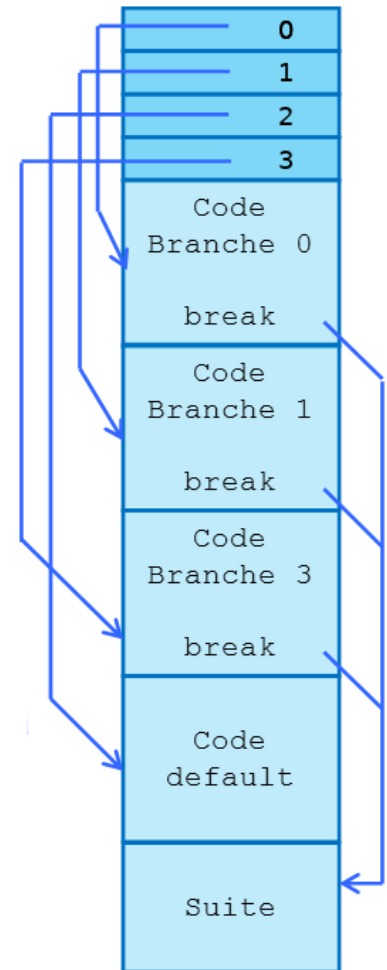 0
1
2
3
Code
Branche 0
break
Code
Branche 1
break
Code
Branche 3
break
Code
default
Suite